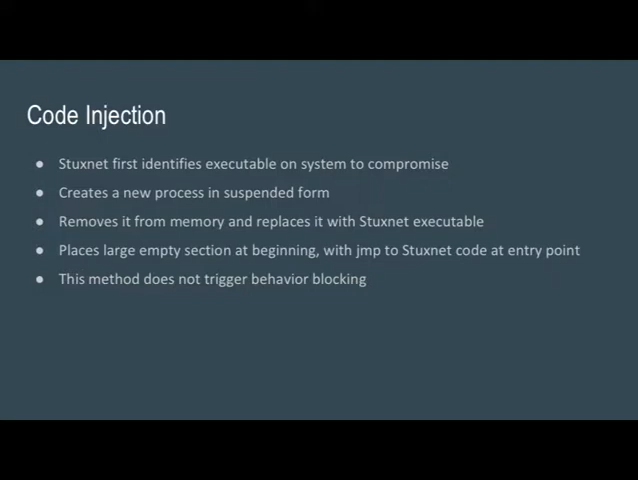 Code Injection
● Stuxnet first identifies executable on system to compromise
● Creates a new process in suspended form
● Removes it from memory and replaces it with Stuxnet executable
● Places large empty section at beginning, with jmp to Stuxnet code at entry point
● This method does not trigger behavior blocking